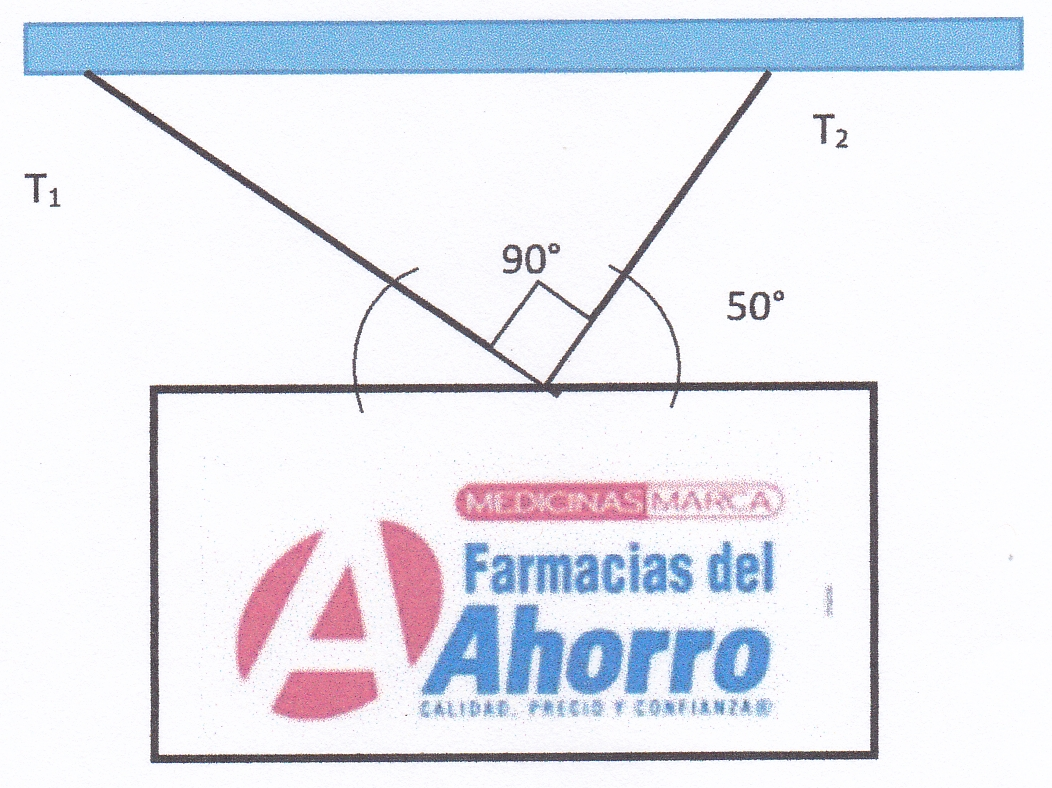 T₁
T₂
90°
50°
MEDICINAS MARCA
Farmacias del
Ahorro
CALIDAD, PRECIO Y CONFIANZA®